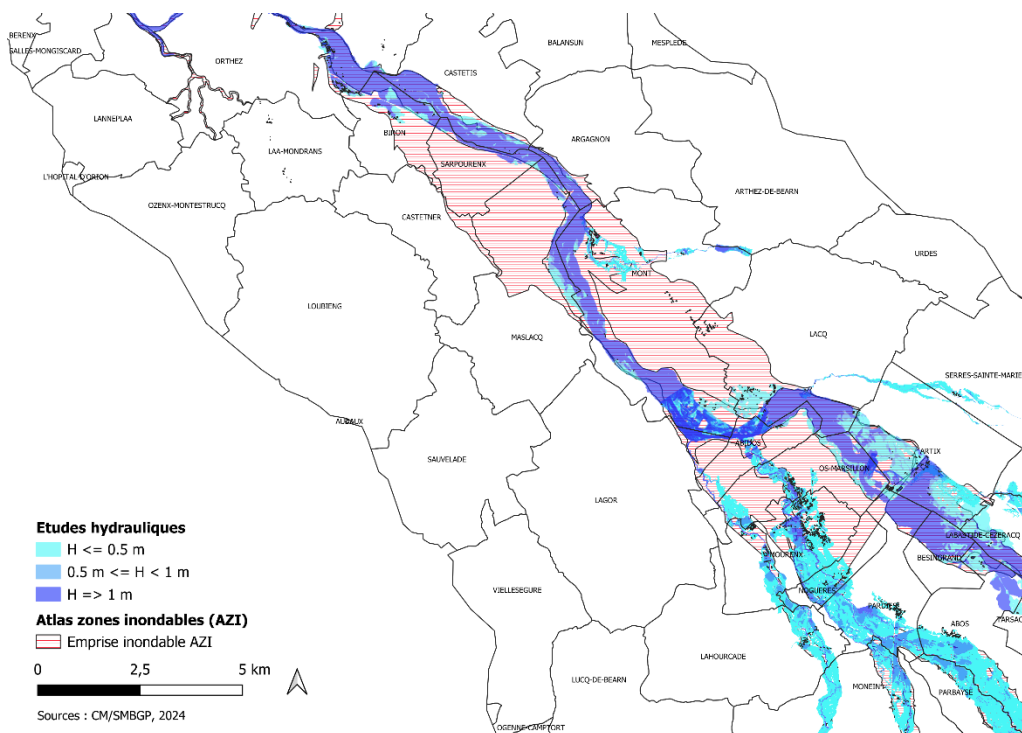 BERENX
SALLES-MONGISCARD
ORTHEZ
BALANSUN
MESPLEDE
CASTETIS
LANNEPLAA
ARGAGNON
BIRON
LAA-MONDRANS
SARPOURENX
L'HOPITAL D'ORION
ARTHEZ-DE-BEARN
OZENX-MONTESTRUCQ
CASTETNER
URDES
MONT
LOUBIENG
MASLACQ
LACQ
SERRES-SAINTE-MARIE
AUDAUX
ABIDOS
SAUVELADE
ARTIX
OS-MARSILLON
LAGOR
Etudes hydrauliques
H <= 0.5 m
0.5 m <= H < 1 m
H => 1 m
LABASTIDE-CEZERACQ
BESINGRAND
MOURENX
VIELLESEGURE
NOGUERES
PARDIES
ABOS
TARSAC
Atlas zones inondables (AZI)
Emprise inondable AZI
LAHOURCADE
0 2,5 5 km
LUCQ-DE-BEARN
MONEIN
PARBAYSE
Sources : CM/SMBGP, 2024
OGENNE-CAMPTORT